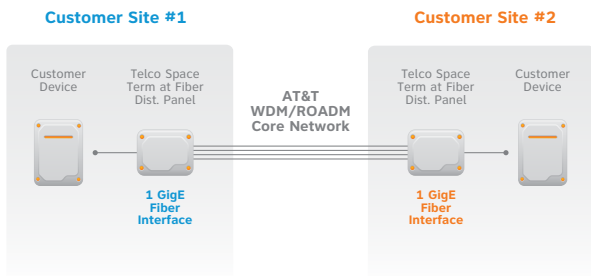 Customer Site #1
Customer Site #2
Customer
Device
Telco Space
Term at Fiber
Dist. Panel
AT&T
WDM/ROADM
Core Network
Telco Space
Term at Fiber
Dist. Panel
Customer
Device
1 GigE
Fiber
Interface
1 GigE
Fiber
Interface